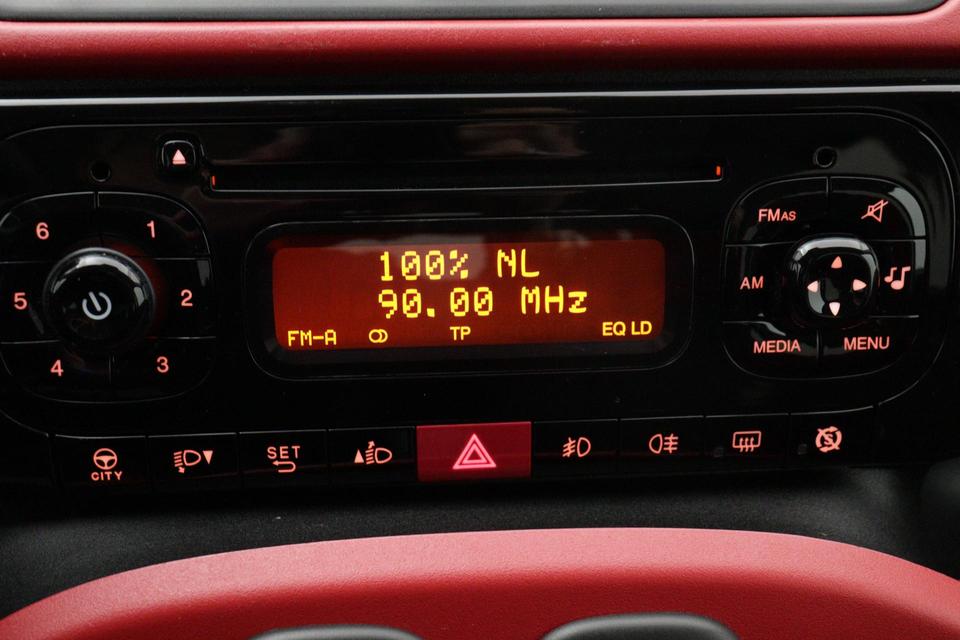 6 1
5 2
4 3
100% NL
90.00 MHz
FM-A TP EQ LD
FMAS
AM
MEDIA MENU
CITY
SET